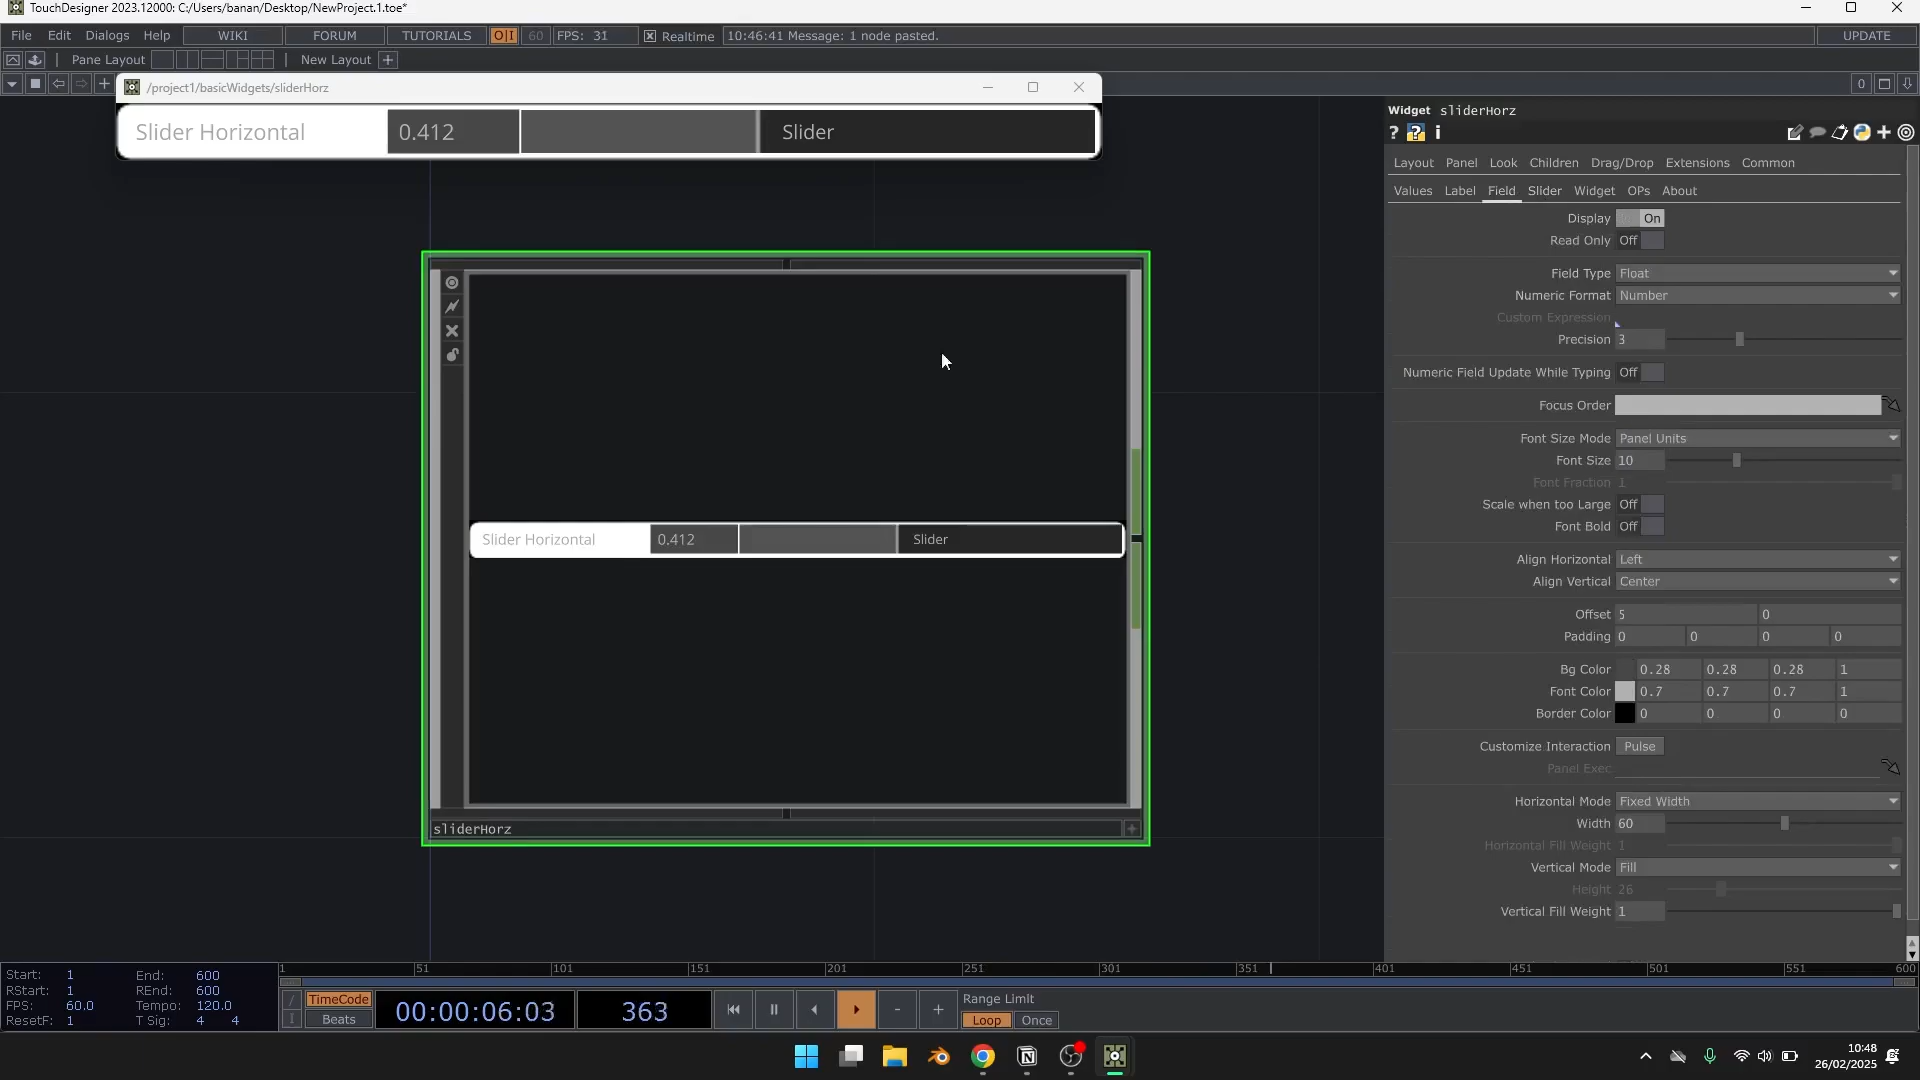 TouchDesigner 2023.12000: C:/Users/banan/Desktop/NewProject.1.toe*
File Edit Dialogs Help WIKI FORUM TUTORIALS O|I 60 FPS: 31 Realtime 10:46:41 Message: 1 node pasted. UPDATE
Pane Layout New Layout +
/project1/basicWidgets/sliderHorz
0
Slider Horizontal 0.412 Slider
Widget sliderHorz
Layout Panel Look Children Drag/Drop Extensions Common
Values Label Field Slider Widget OPs About
Display On
Read Only Off
Field Type Float
Numeric Format Number
Custom Expression
Precision 3
Numeric Field Update While Typing Off
Focus Order
Font Size Mode Panel Units
Font Size 10
Font Fraction 1
Scale when too Large Off
Font Bold Off
Align Horizontal Left
Align Vertical Center
Offset 5 0
Padding 0 0 0 0
Bg Color 0.28 0.28 0.28 1
Font Color 0.7 0.7 0.7 1
Border Color 0 0 0 0
Customize Interaction Pulse
Panel Exec
Horizontal Mode Fixed Width
Width 60
Horizontal Fill Weight 1
Vertical Mode Fill
Height 26
Vertical Fill Weight 1
Slider Horizontal 0.412 Slider
sliderHorz
1 51 101 151 201 251 301 351 401 451 501 551 600
Start: 1 End: 600
RStart: 1 REnd: 600
FPS: 60.0 Tempo: 120.0
ResetF: 1 T Sig: 4 4
TimeCode
Beats
00:00:06:03 363
Range Limit
Loop Once
10:48
26/02/2025